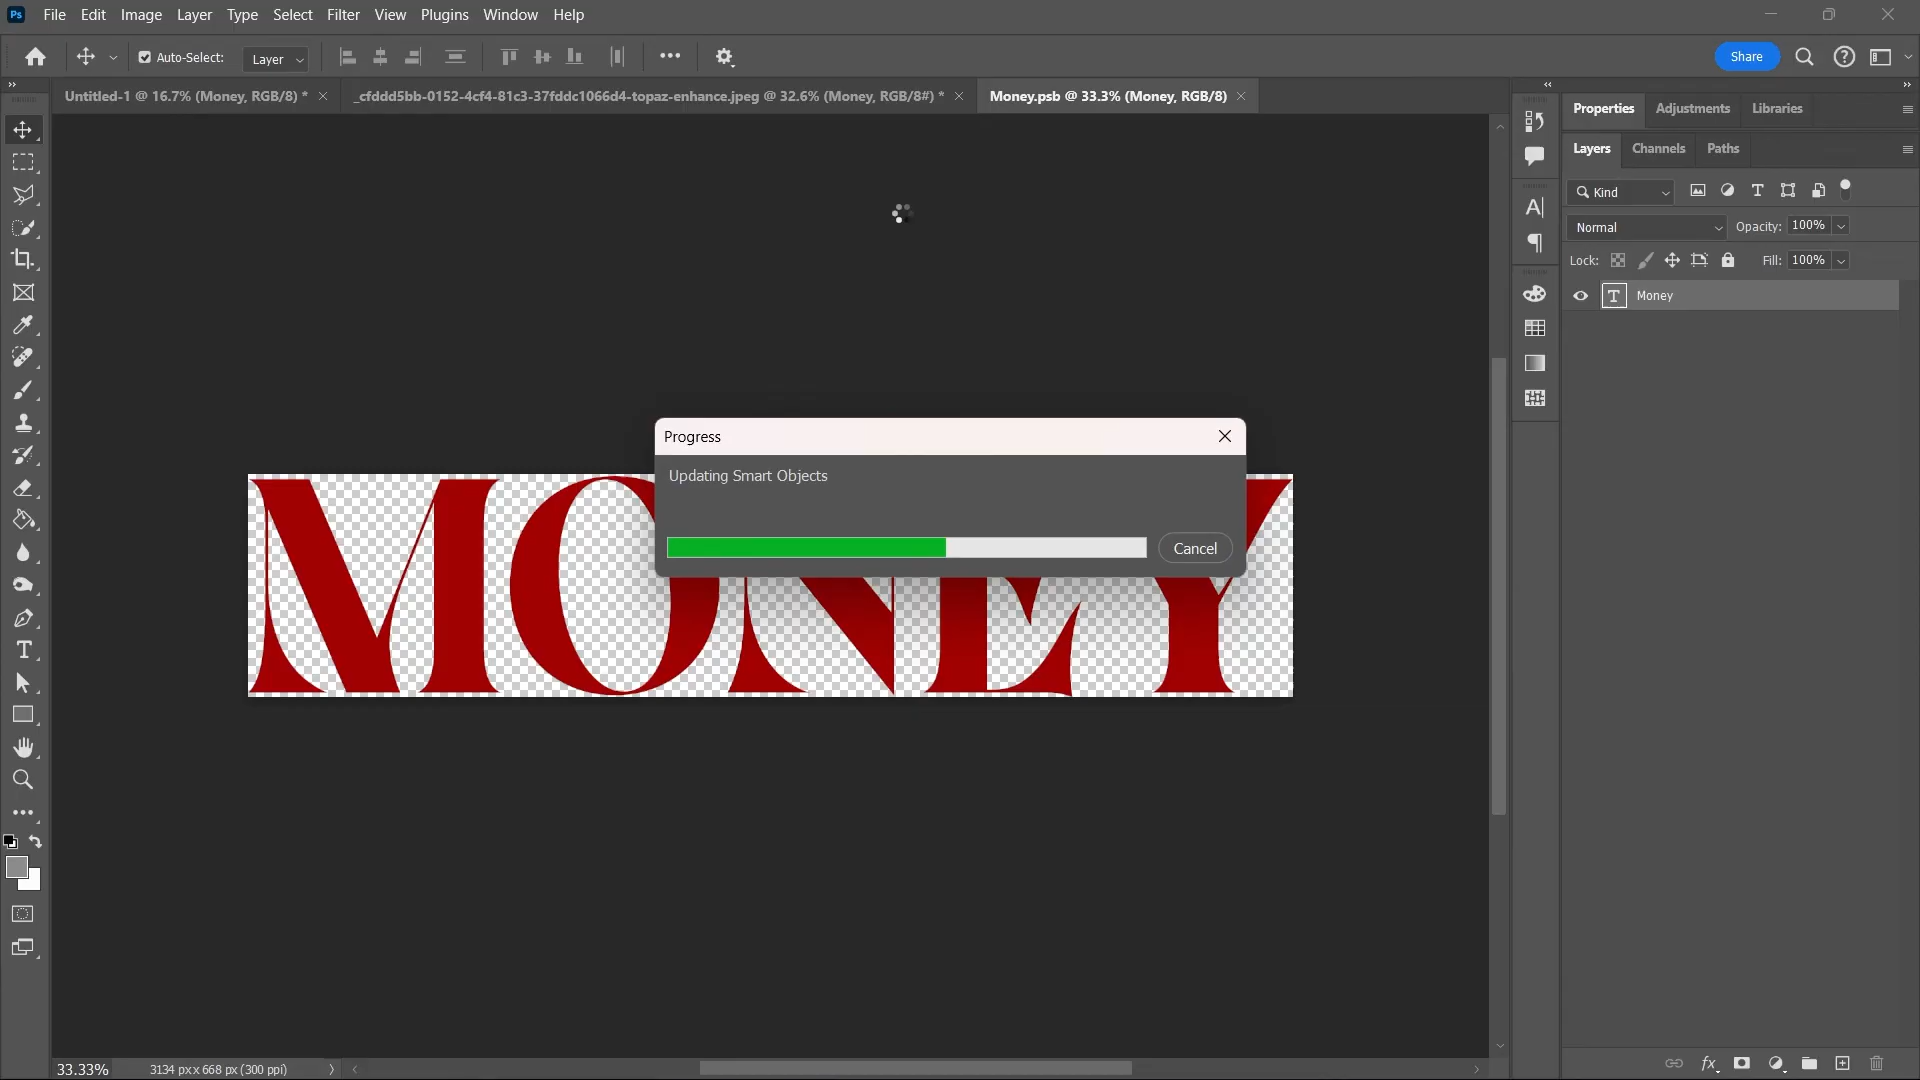 Ps File Edit Image Layer Type Select Filter View Plugins Window Help
Auto-Select: Layer Share
Untitled-1 @ 16.7% (Money, RGB/8) * _cfddd5bb-0152-4cf4-81c3-37fddc1066d4-topaz-enhance.jpeg @ 32.6% (Money, RGB/8#) * Money.psb @ 33.3% (Money, RGB/8)
Properties Adjustments Libraries
Layers Channels Paths
Kind
Normal Opacity: 100%
Lock: Fill: 100%
Money
Progress
Updating Smart Objects
Cancel
MONEY
33.33% 3134 px x 668 px (300 ppi)